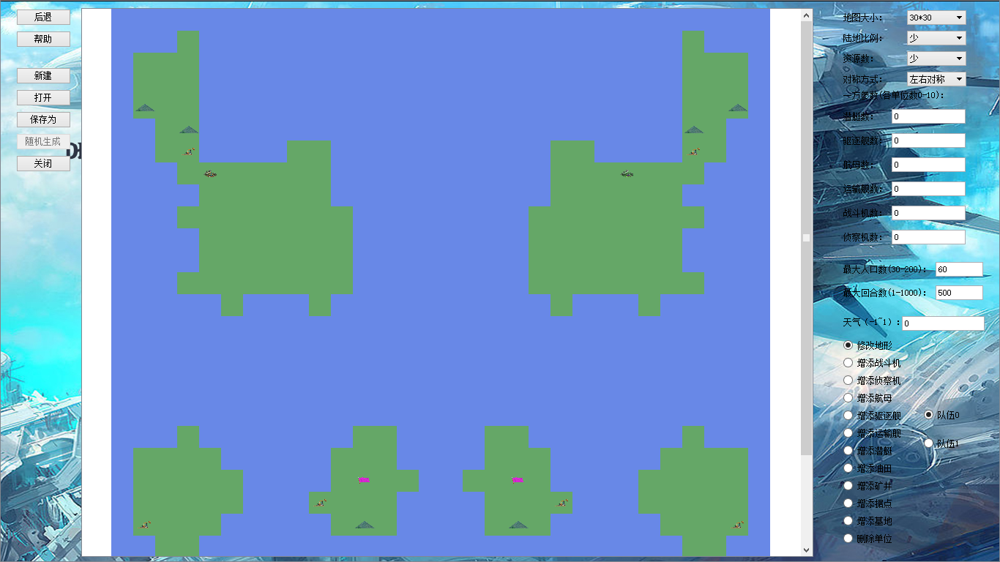 后退
帮助
新建
打开
保存为
随机生成
关闭
地图大小： 30*30
陆地比例： 少
资源数： 少
对称方式： 左右对称
一方参数(各单位数0-10)：
潜艇数： 0
驱逐舰数： 0
航母数： 0
运输舰数： 0
战斗机数： 0
侦察机数： 0
最大人口数(30-200)： 60
最大回合数(1-1000)： 500
天气（-1~1）: 0
修改地形
增添战斗机
增添侦察机
增添航母
增添驱逐舰
队伍0
增添运输舰
队伍1
增添潜艇
增添油田
增添矿井
增添据点
增添基地
删除单位